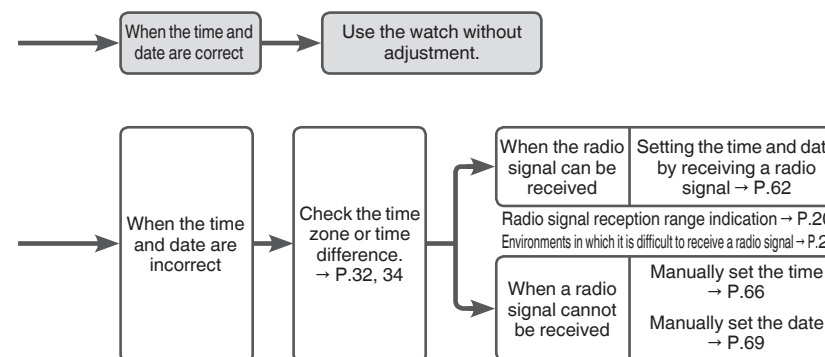 When the time and
date are correct
Use the watch without
adjustment.
When the time
and date are
incorrect
Check the time
zone or time
difference.
→ P.32, 34
When the radio
signal can be
received
Setting the time and
by receiving a radio
signal → P.62
Radio signal reception range indication →
Environments in which it is difficult to receive a radio signal →
When a radio
signal cannot
be received
Manually set the time
→ P.66
Manually set the date
→ P.69